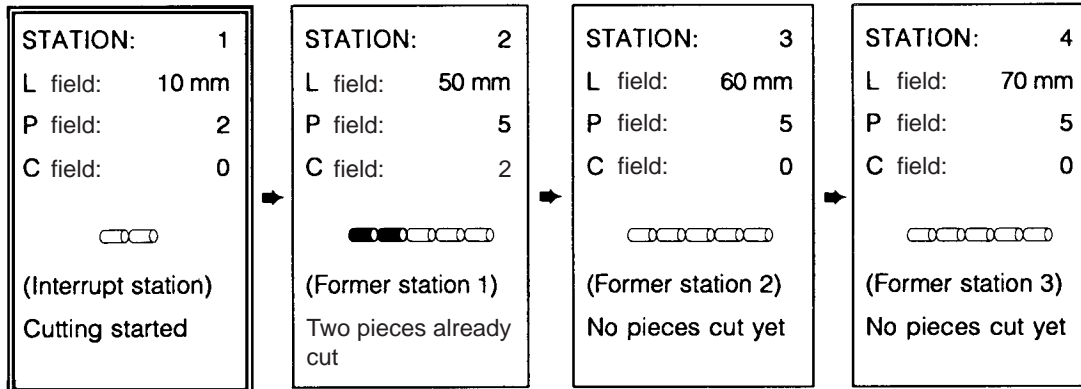 STATION: 1
L field: 10 mm
P field: 2
C field: 0
(Interrupt station)
Cutting started
STATION: 2
L field: 50 mm
P field: 5
C field: 2
(Former station 1)
Two pieces already
cut
STATION: 3
L field: 60 mm
P field: 5
C field: 0
(Former station 2)
No pieces cut yet
STATION: 4
L field: 70 mm
P field: 5
C field: 0
(Former station 3)
No pieces cut yet